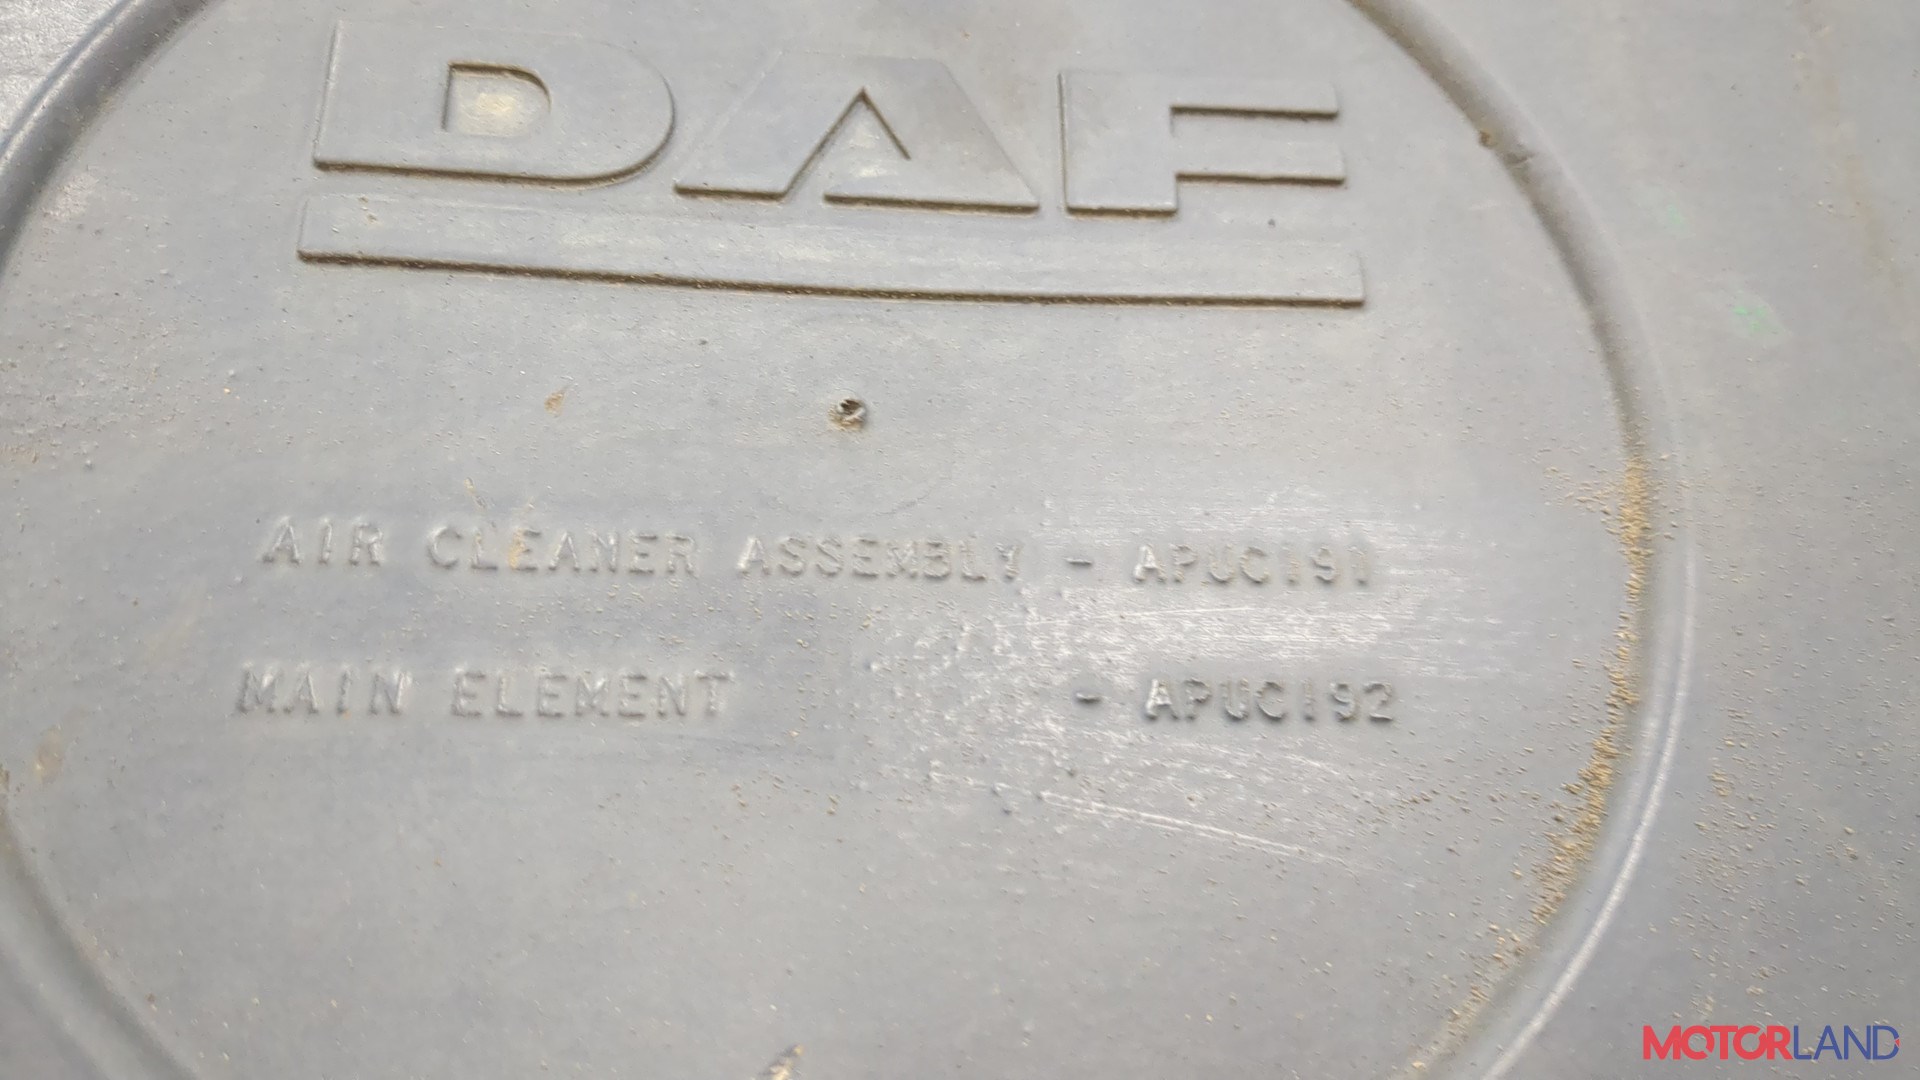 DAF
AIR CLEANER ASSEMBLY - APUC191
MAIN ELEMENT - APUC192
MOTORLAND